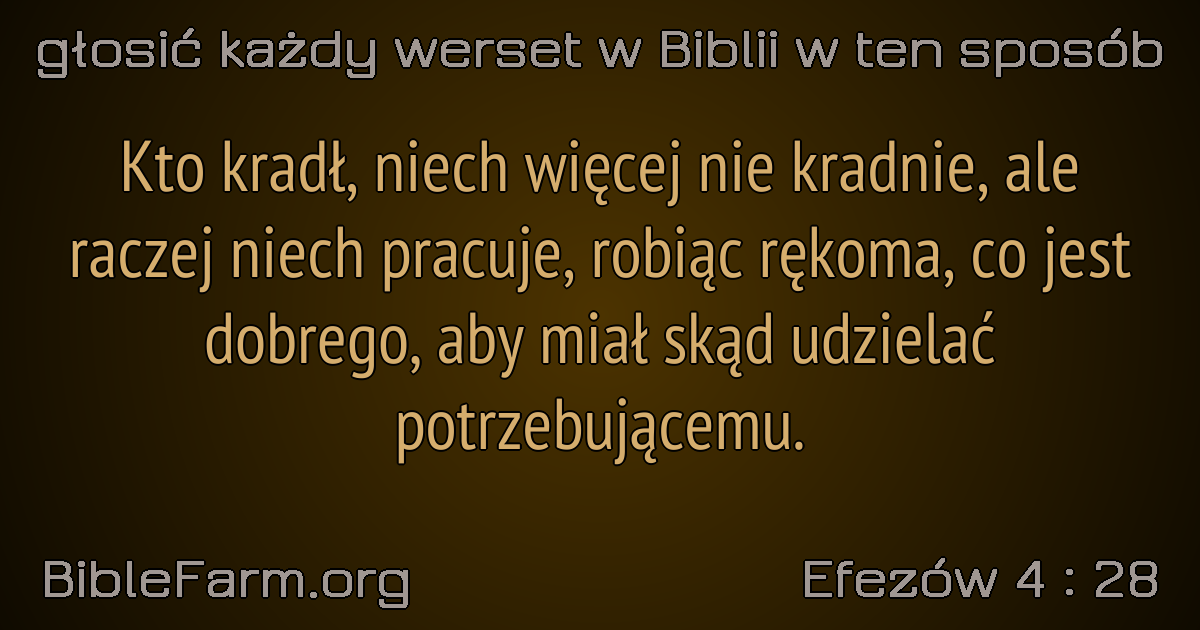 głosić każdy werset w Biblii w ten sposób
Kto kradł, niech więcej nie kradnie, ale
raczej niech pracuje, robiąc rękoma, co jest
dobrego, aby miał skąd udzielać
potrzebującemu.
BibleFarm.org
Efezów 4 : 28